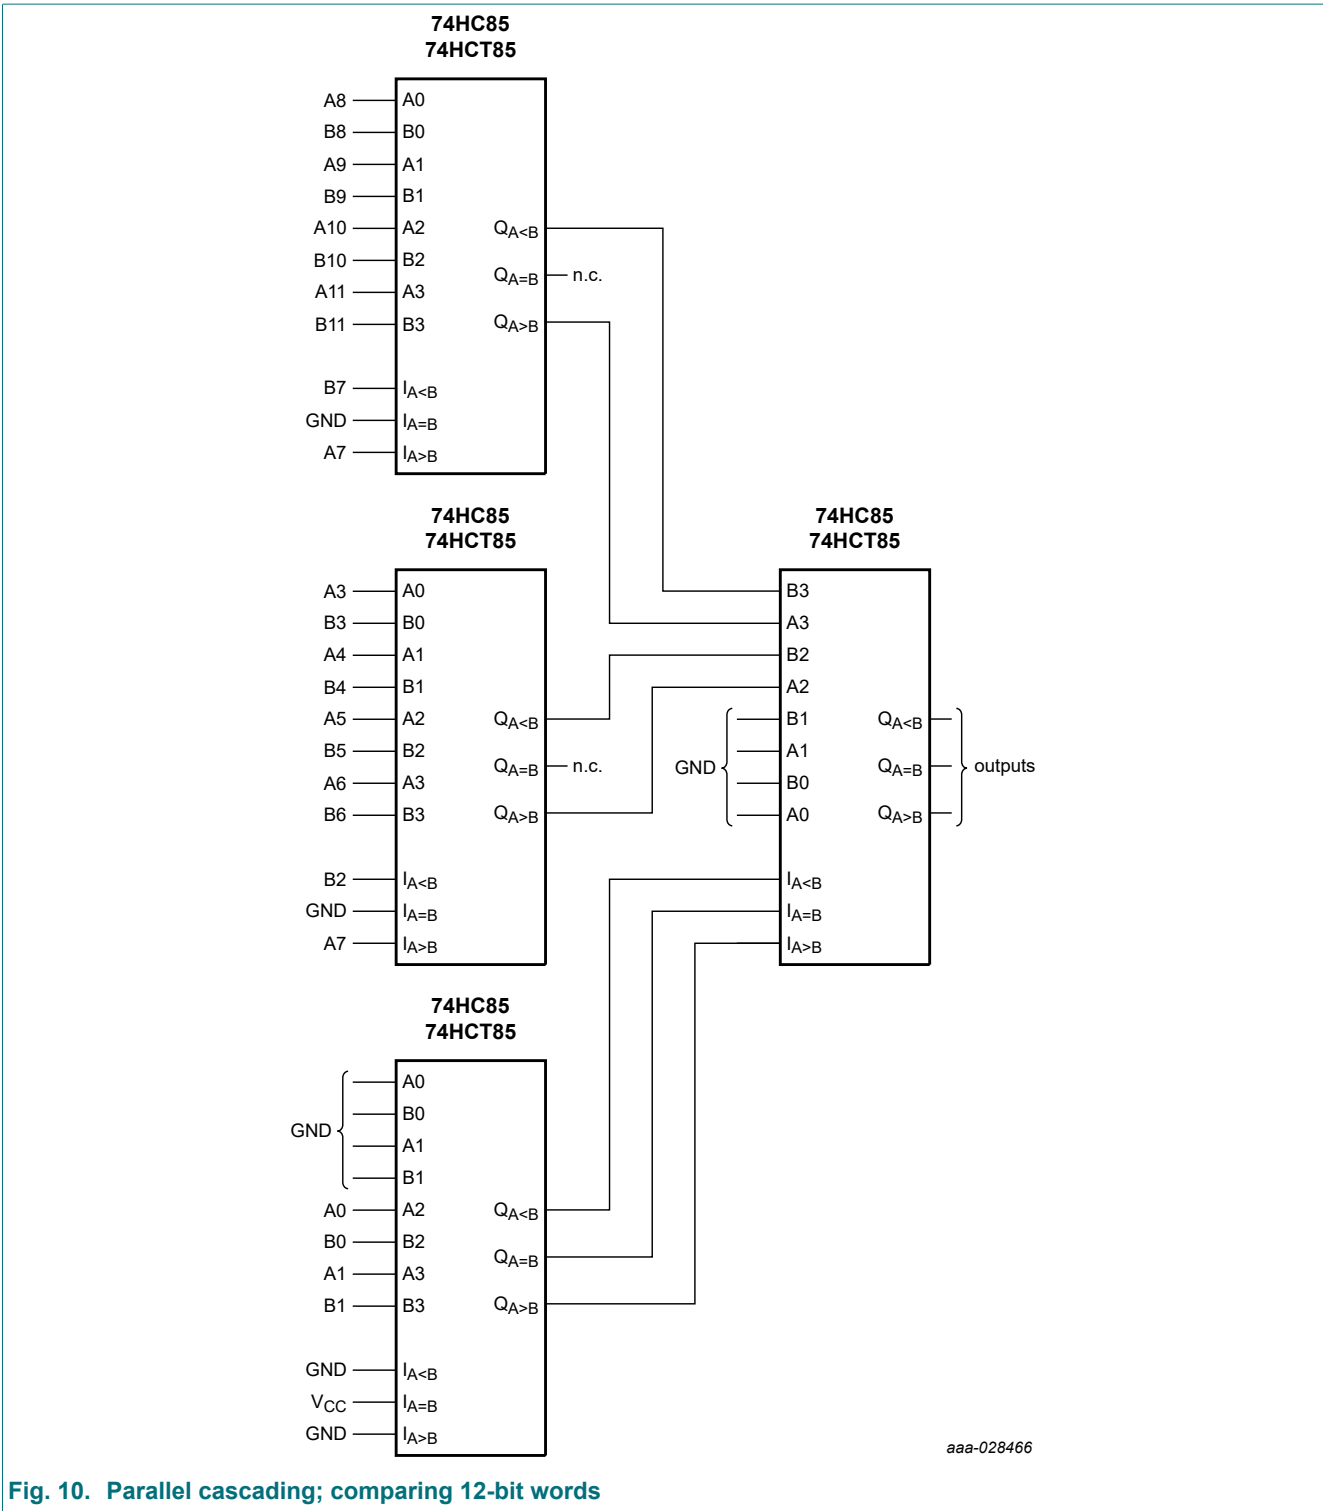 74HC85
74HCT85
A8 A0
B8 B0
A9 A1
B9 B1
A10 A2 QA<B
B10 B2
QA=B n.c.
A11 A3
B11 B3 QA>B
B7 IA<B
GND IA=B
A7 IA>B
74HC85
74HCT85
A3 A0
B3 B0
A4 A1
B4 B1
A5 A2 QA<B
B5 B2
QA=B n.c.
A6 A3
B6 B3 QA>B
B2 IA<B
GND IA=B
A7 IA>B
74HC85
74HCT85
B3
A3
B2
A2
B1 QA<B
A1
GND QA=B outputs
B0
A0 QA>B
IA<B
IA=B
IA>B
74HC85
74HCT85
A0
B0
GND
A1
B1
A0 A2 QA<B
B0 B2
QA=B
A1 A3
B1 B3 QA>B
GND IA<B
VCC IA=B
GND IA>B
aaa-028466
Fig. 10. Parallel cascading; comparing 12-bit words